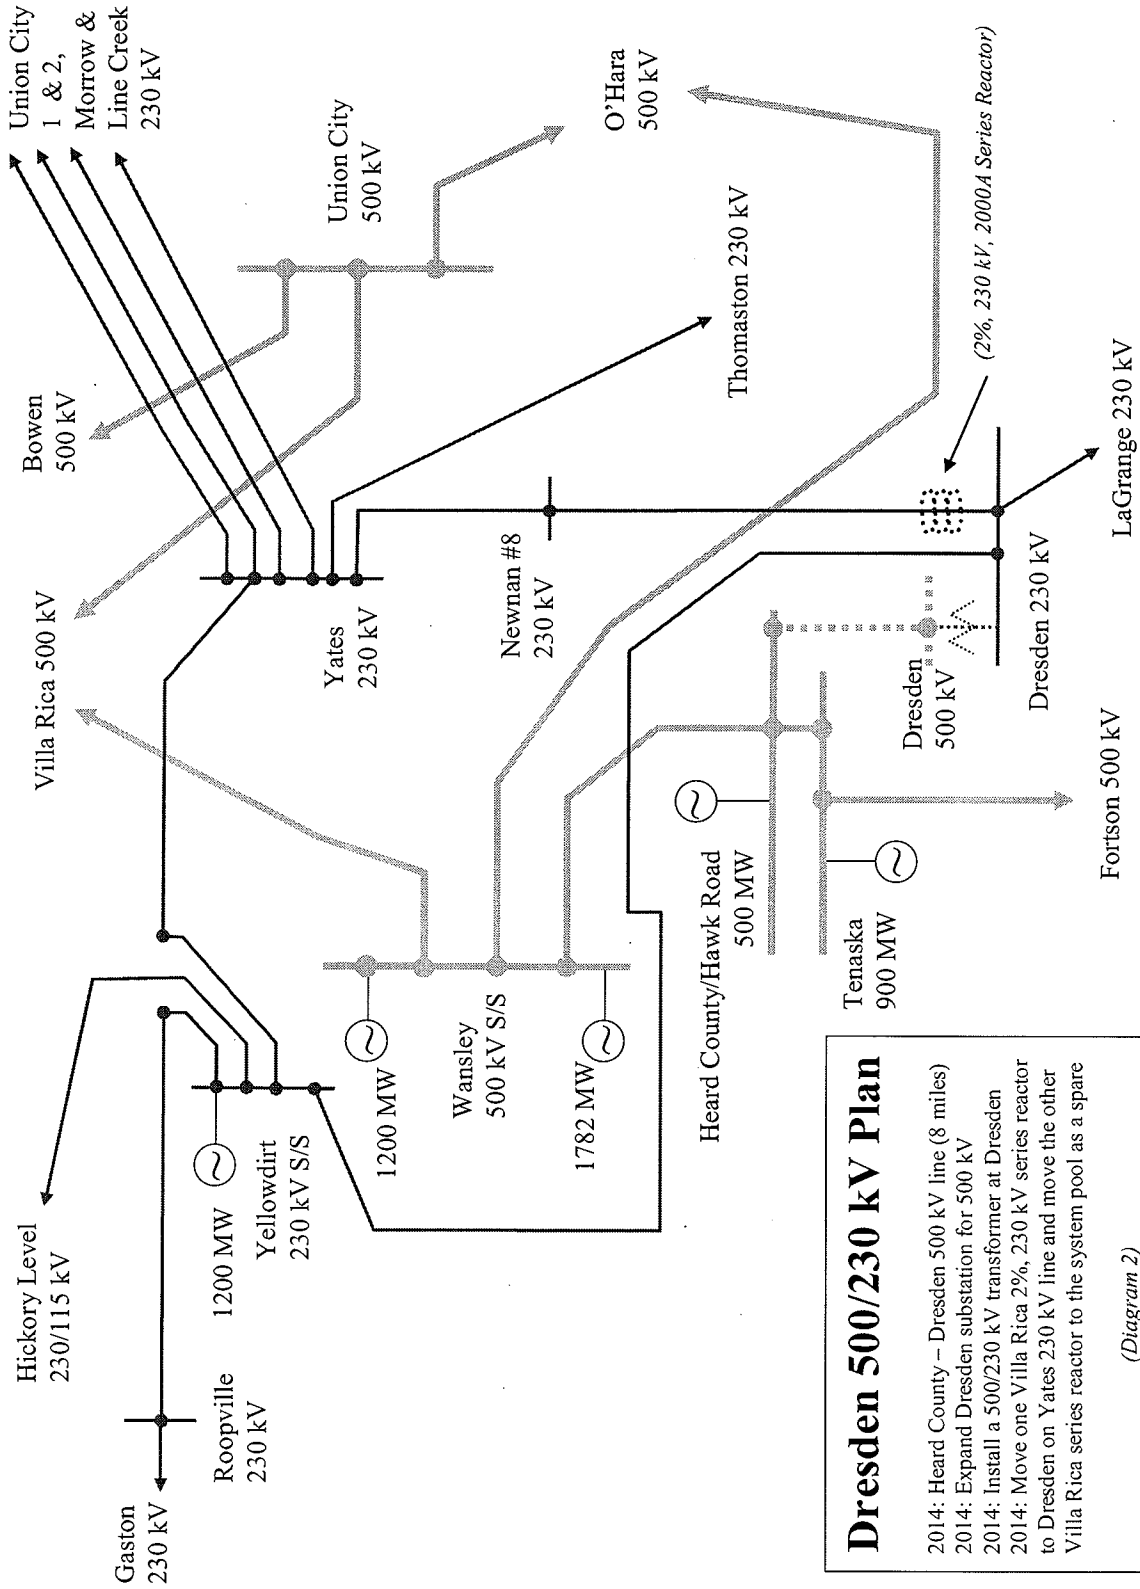 Union City
1 & 2,
Morrow &
Line Creek
230 kV
Bowen
500 kV
Union City
500 kV
O'Hara
500 kV
Villa Rica 500 kV
Yates
230 kV
Thomaston 230 kV
Newnan #8
230 kV
(2%, 230 kV, 2000A Series Reactor)
Hickory Level
230/115 kV
Gaston
230 kV
Roopville
230 kV
1200 MW
Yellowdirt
230 kV S/S
1200 MW
Wansley
500 kV S/S
1782 MW
Heard County/Hawk Road
500 MW
Tenaska
900 MW
Dresden
500 kV
Dresden 230 kV
LaGrange 230 kV
Fortson 500 kV
Dresden 500/230 kV Plan
2014: Heard County – Dresden 500 kV line (8 miles)
2014: Expand Dresden substation for 500 kV
2014: Install a 500/230 kV transformer at Dresden
2014: Move one Villa Rica 2%, 230 kV series reactor
to Dresden on Yates 230 kV line and move the other
Villa Rica series reactor to the system pool as a spare
(Diagram 2)